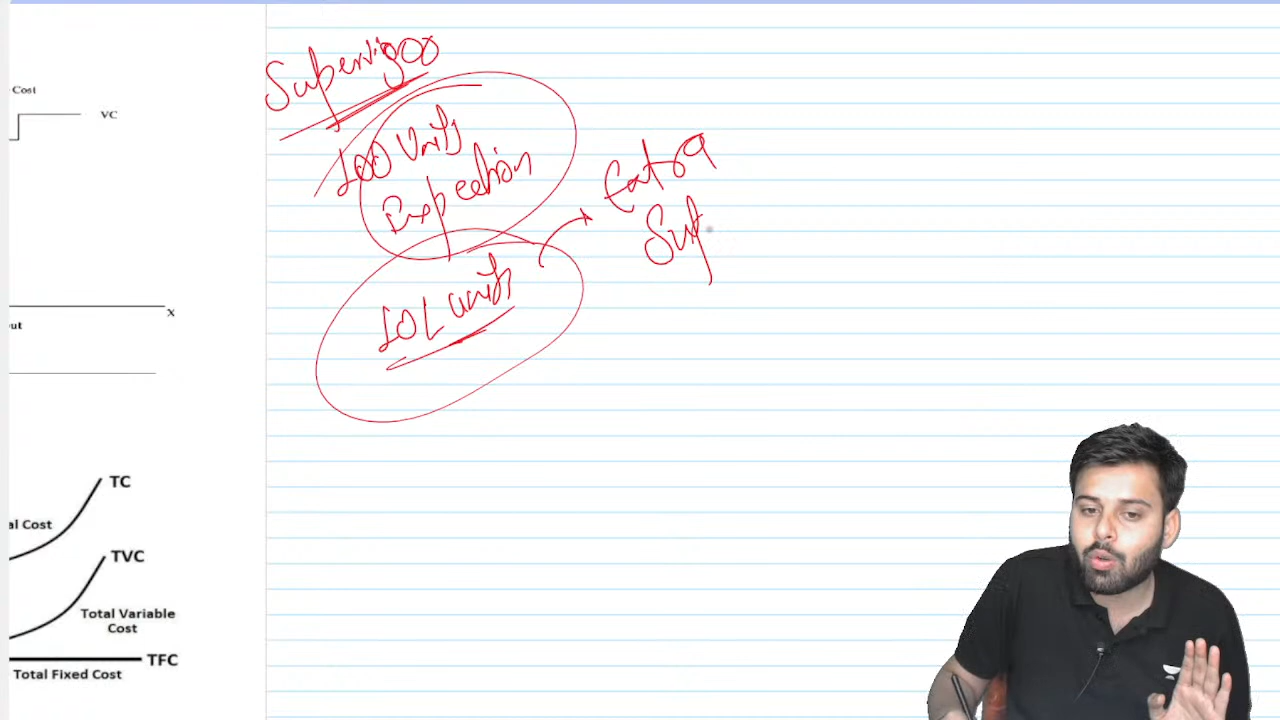 Cost
VC
X
ut
TC
al Cost
TVC
Total Variable
Cost
TFC
Total Fixed Cost
Supervisor
100 Units
Inspection
101 units
Extra
Sup